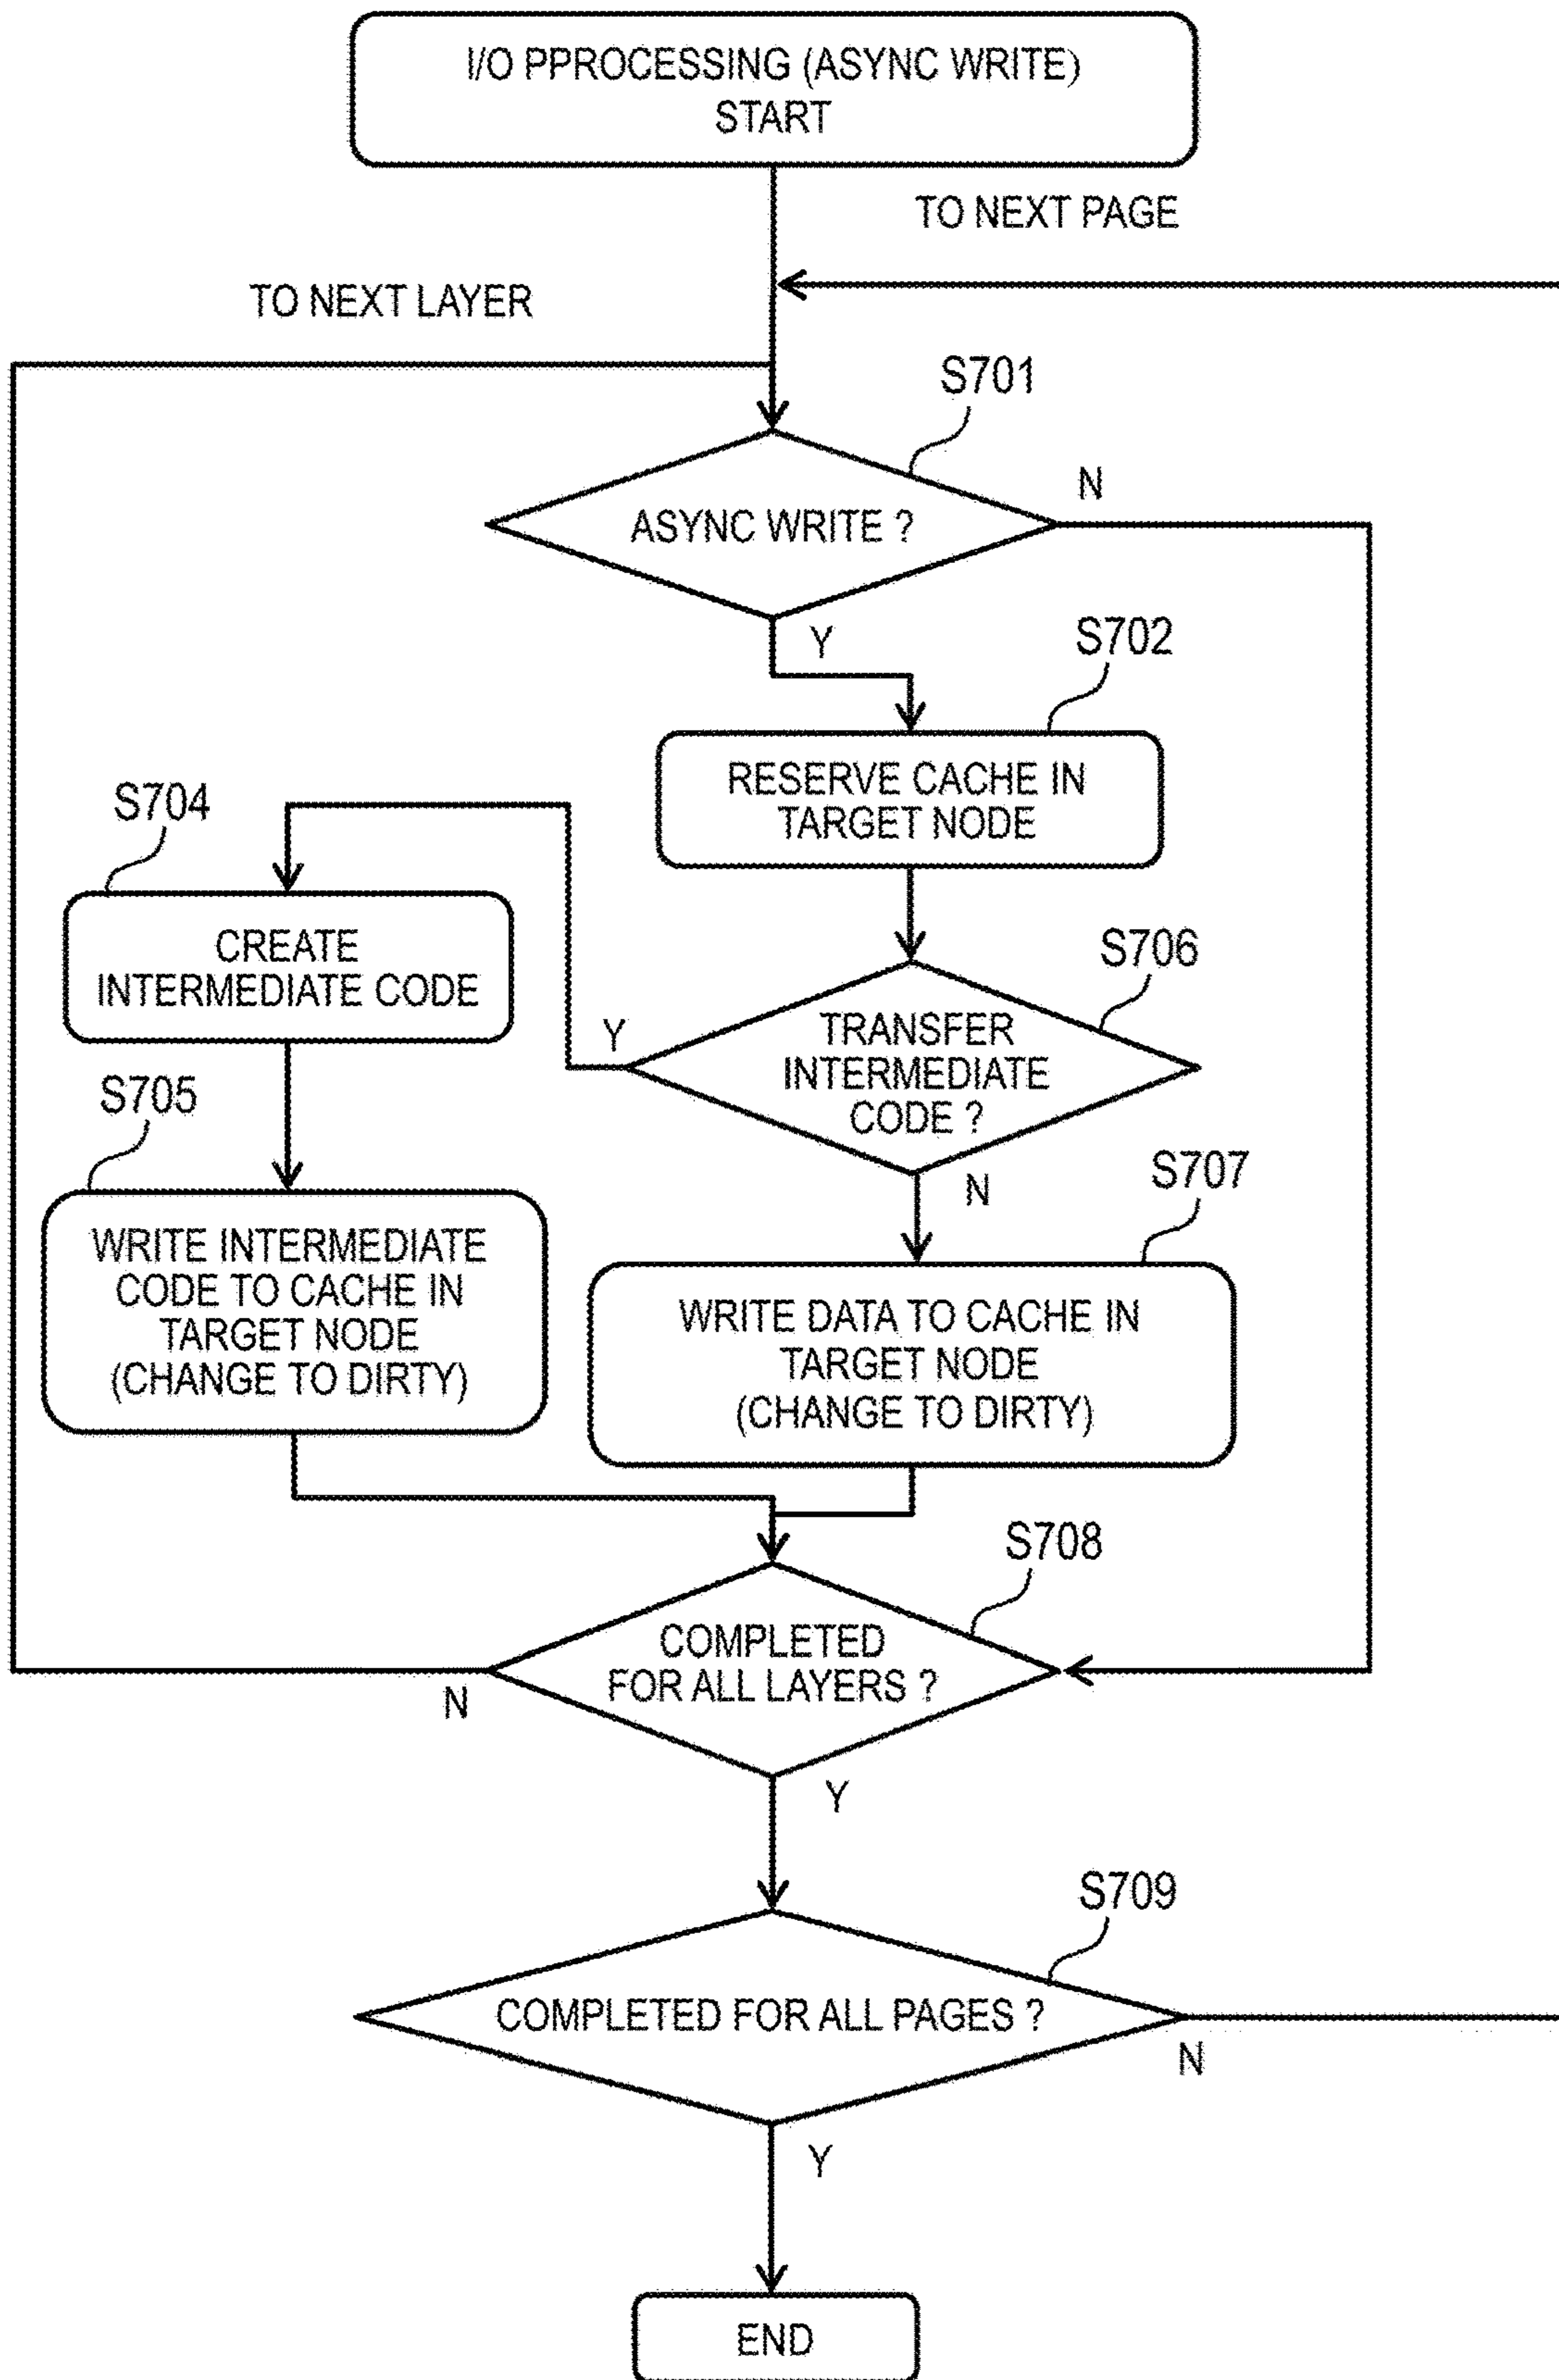 I/O PPROCESSING (ASYNC WRITE)
START
TO NEXT PAGE
TO NEXT LAYER
S701
N
ASYNC WRITE ?
Y
S702
RESERVE CACHE IN
TARGET NODE
S704
CREATE
INTERMEDIATE CODE
S706
Y
TRANSFER
INTERMEDIATE
CODE ?
N
S705
WRITE INTERMEDIATE
CODE TO CACHE IN
TARGET NODE
(CHANGE TO DIRTY)
S707
WRITE DATA TO CACHE IN
TARGET NODE
(CHANGE TO DIRTY)
S708
COMPLETED
FOR ALL LAYERS ?
N
Y
S709
COMPLETED FOR ALL PAGES ?
N
Y
END